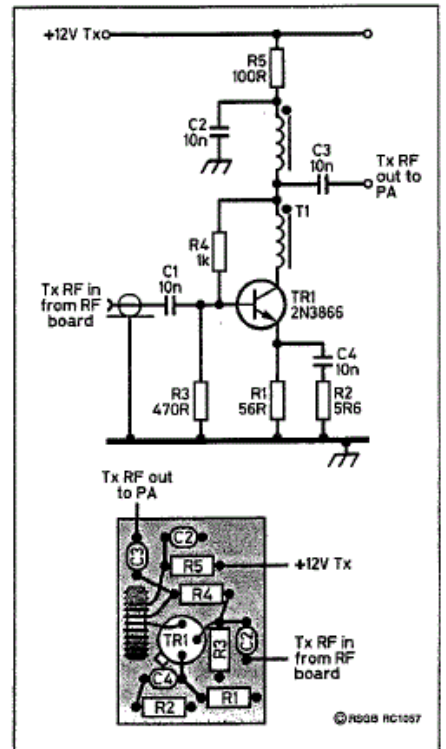 +12V Tx
R5
100R
C2
10n
C3
10n
Tx RF
out to
PA
T1
R4
1k
C1
10n
Tx RF in
from RF
board
TR1
2N3866
C4
10n
R3
470R
R1
56R
R2
5R6
Tx RF out
to PA
C3
C2
R5
+12V Tx
R4
TR1
R3
C2
Tx RF in
from RF
board
C4
R2
R1
©RSGB RC1057